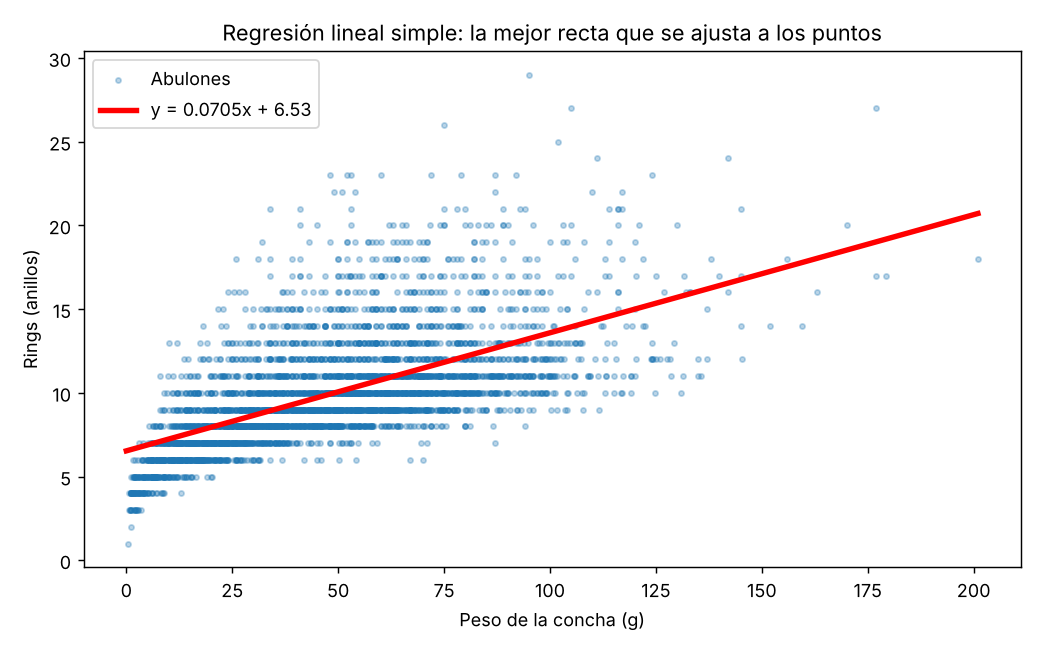 Regresión lineal simple: la mejor recta que se ajusta a los puntos
Abulones
y = 0.0705x + 6.53
Rings (anillos)
30
25
20
15
10
5
0
0 25 50 75 100 125 150 175 200
Peso de la concha (g)